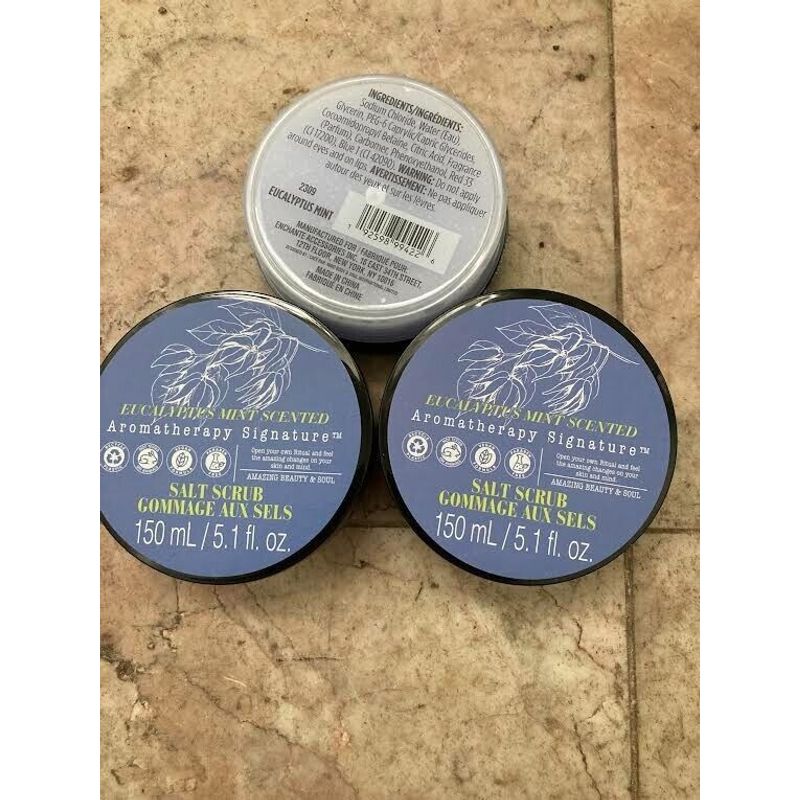 INGREDIENTS/INGRÉDIENTS:
Sodium Chloride, Water (Eau),
Glycerin, PEG-6 Caprylic/Capric Glycerides,
Cocoamidopropyl Betaine, Citric Acid, Fragrance
(Parfum), Carbomer, Phenoxyethanol, Red 33
(CI 17200), Blue 1 (CI 42090). WARNING: Do not apply
around eyes and on lips. AVERTISSEMENT: Ne pas appliquer
autour des yeux et sur les lèvres.
2309
EUCALYPTUS MINT
1 92598 99422 6
MANUFACTURED FOR / FABRIQUÉ POUR:
ENCHANTE ACCESSORIES INC. 16 EAST 34TH STREET,
12TH FLOOR, NEW YORK, NY 10016
MADE IN CHINA
FABRIQUÉ EN CHINE
EUCALYPTUS MINT SCENTED
Aromatherapy Signature™
Open your own Ritual and feel
the amazing changes on your
skin and mind.
AMAZING BEAUTY & SOUL
SALT SCRUB
GOMMAGE AUX SELS
150 mL / 5.1 fl. oz.
EUCALYPTUS MINT SCENTED
Aromatherapy Signature™
Open your own Ritual and feel
the amazing changes on your
skin and mind.
AMAZING BEAUTY & SOUL
SALT SCRUB
GOMMAGE AUX SELS
150 mL / 5.1 fl. oz.